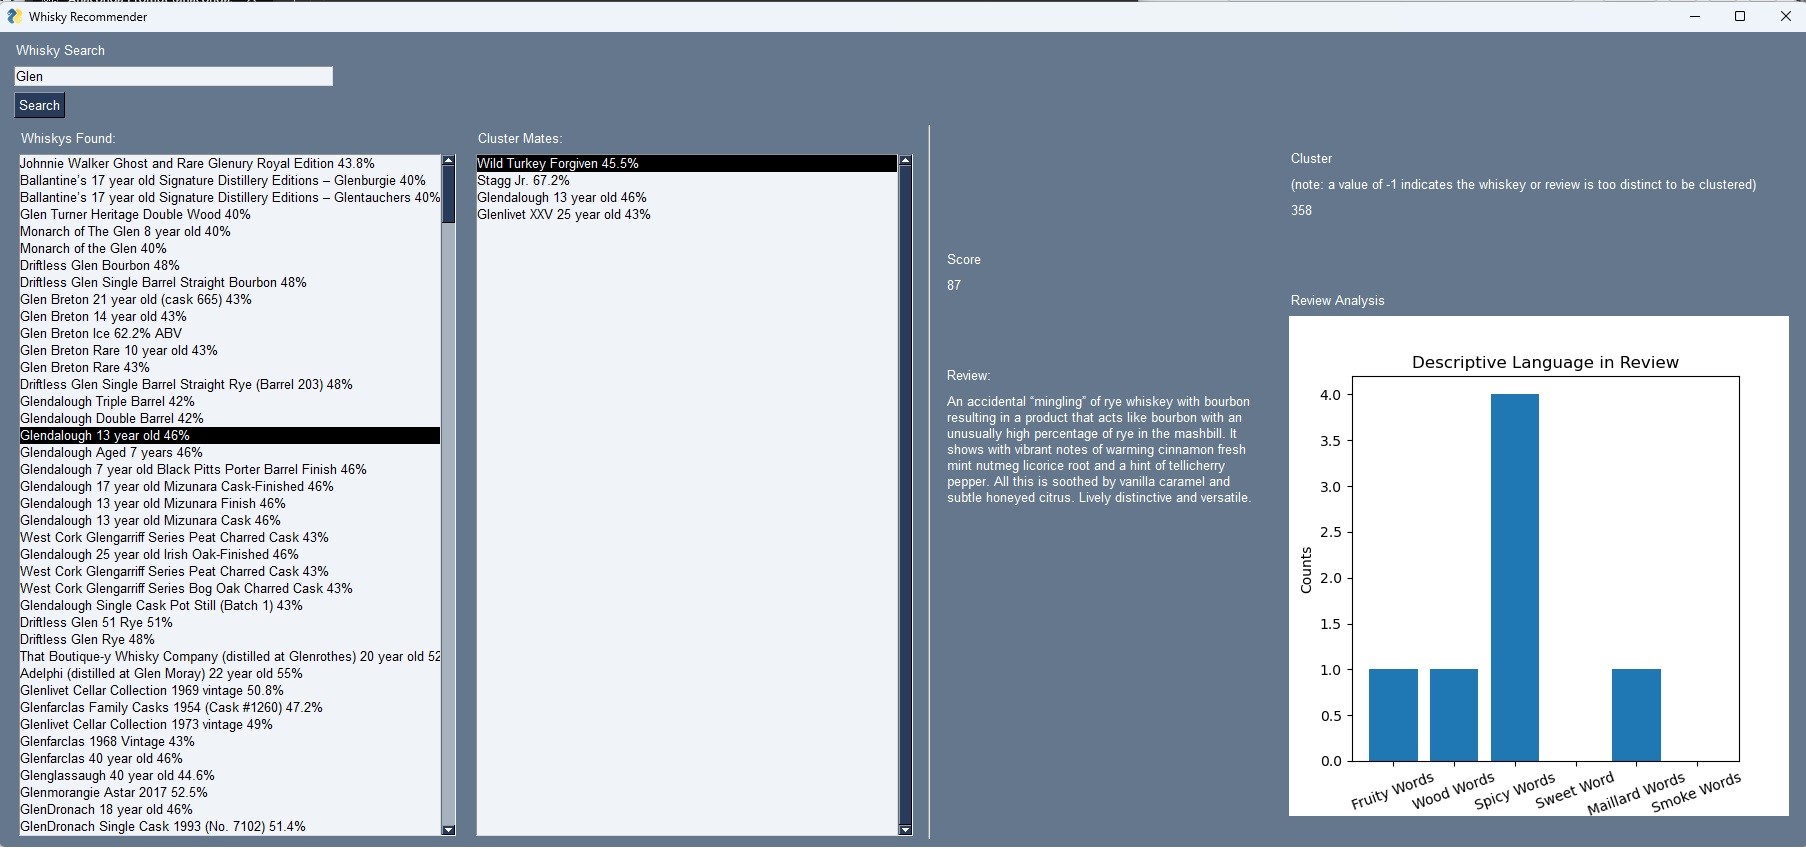 Whisky Recommender
Whisky Search
Glen
Search
Whiskys Found:
Johnnie Walker Ghost and Rare Glenury Royal Edition 43.8%
Ballantine’s 17 year old Signature Distillery Editions – Glenburgie 40%
Ballantine’s 17 year old Signature Distillery Editions – Glentauchers 40%
Glen Turner Heritage Double Wood 40%
Monarch of The Glen 8 year old 40%
Monarch of the Glen 40%
Driftless Glen Bourbon 48%
Driftless Glen Single Barrel Straight Bourbon 48%
Glen Breton 21 year old (cask 665) 43%
Glen Breton 14 year old 43%
Glen Breton Ice 62.2% ABV
Glen Breton Rare 10 year old 43%
Glen Breton Rare 43%
Driftless Glen Single Barrel Straight Rye (Barrel 203) 48%
Glendalough Triple Barrel 42%
Glendalough Double Barrel 42%
Glendalough 13 year old 46%
Glendalough Aged 7 years 46%
Glendalough 7 year old Black Pitts Porter Barrel Finish 46%
Glendalough 17 year old Mizunara Cask-Finished 46%
Glendalough 13 year old Mizunara Finish 46%
Glendalough 13 year old Mizunara Cask 46%
West Cork Glengarriff Series Peat Charred Cask 43%
Glendalough 25 year old Irish Oak-Finished 46%
West Cork Glengarriff Series Peat Charred Cask 43%
West Cork Glengarriff Series Bog Oak Charred Cask 43%
Glendalough Single Cask Pot Still (Batch 1) 43%
Driftless Glen 51 Rye 51%
Driftless Glen Rye 48%
That Boutique-y Whisky Company (distilled at Glenrothes) 20 year old 52
Adelphi (distilled at Glen Moray) 22 year old 55%
Glenlivet Cellar Collection 1969 vintage 50.8%
Glenfarclas Family Casks 1954 (Cask #1260) 47.2%
Glenlivet Cellar Collection 1973 vintage 49%
Glenfarclas 1968 Vintage 43%
Glenfarclas 40 year old 46%
Glenglassaugh 40 year old 44.6%
Glenmorangie Astar 2017 52.5%
GlenDronach 18 year old 46%
GlenDronach Single Cask 1993 (No. 7102) 51.4%
Cluster Mates:
Wild Turkey Forgiven 45.5%
Stagg Jr. 67.2%
Glendalough 13 year old 46%
Glenlivet XXV 25 year old 43%
Score
87
Review:
An accidental “mingling” of rye whiskey with bourbon
resulting in a product that acts like bourbon with an
unusually high percentage of rye in the mashbill. It
shows with vibrant notes of warming cinnamon fresh
mint nutmeg licorice root and a hint of tellicherry
pepper. All this is soothed by vanilla caramel and
subtle honeyed citrus. Lively distinctive and versatile.
Cluster
(note: a value of -1 indicates the whiskey or review is too distinct to be clustered)
358
Review Analysis
Descriptive Language in Review
Counts
4.0
3.5
3.0
2.5
2.0
1.5
1.0
0.5
0.0
Fruity Words
Wood Words
Spicy Words
Sweet Word
Maillard Words
Smoke Words